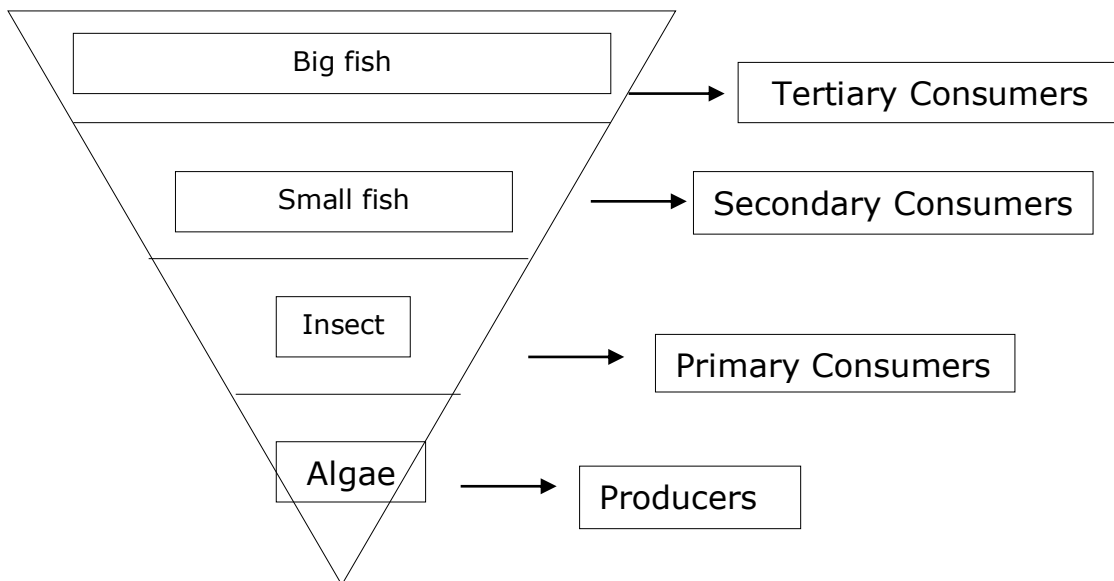 Big fish
Tertiary Consumers
Small fish
Secondary Consumers
Insect
Primary Consumers
Algae
Producers